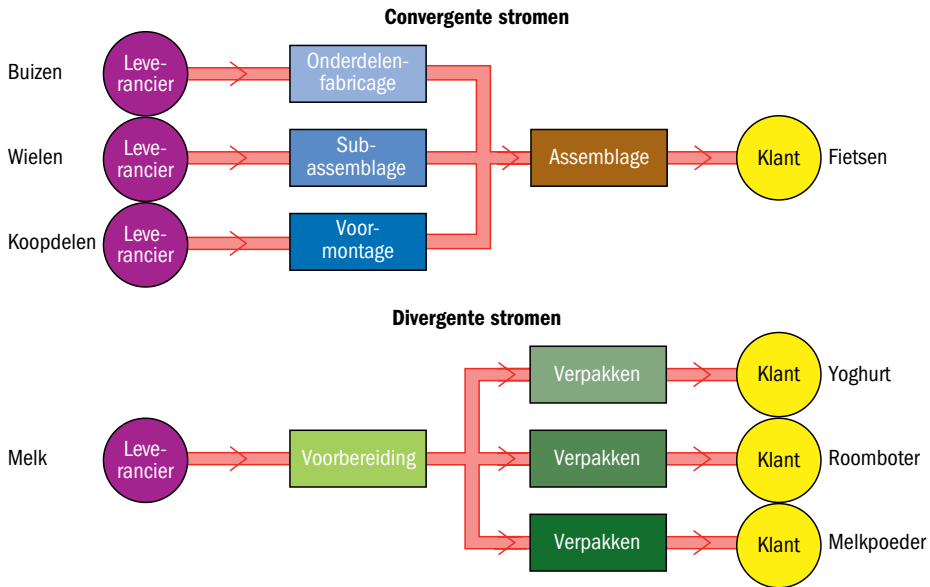 Convergente stromen
Buizen
Leve-
rancier
Onderdelen-
fabricage
Wielen
Leve-
rancier
Sub-
assemblage
Assemblage
Klant
Fietsen
Koopdelen
Leve-
rancier
Voor-
montage
Divergente stromen
Verpakken
Klant
Yoghurt
Melk
Leve-
rancier
Voorbereiding
Verpakken
Klant
Roomboter
Verpakken
Klant
Melkpoeder